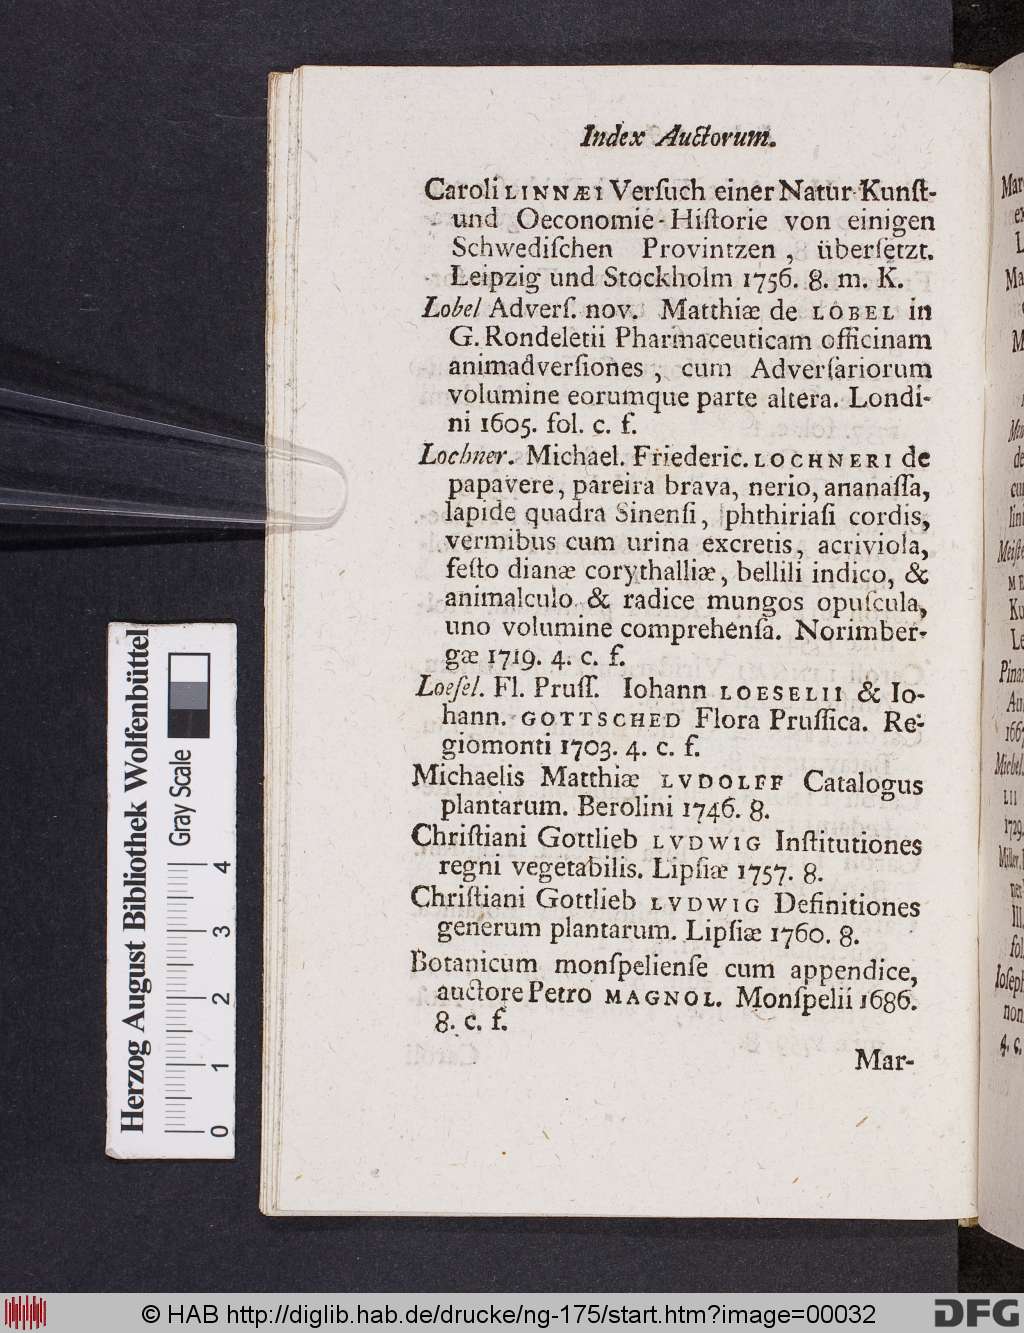 Index Auctorum.
Caroli LINNÆI Verſuch einer Natur-Kunſt-
und Oeconomie-Hiſtorie von einigen
Schwediſchen Provintzen, überſetzt.
Leipzig und Stockholm 1756. 8. m. K.
Lobel Adverſ. nov. Matthiæ de LOBEL in
G. Rondeletii Pharmaceuticam officinam
animadverſiones, cum Adverſariorum
volumine eorumque parte altera. Londi-
ni 1605. fol. c. f.
Lochner. Michael. Friederic. LOCHNERI de
papavere, pareira brava, nerio, ananaſſa,
lapide quadra Sinenſi, phthiriaſi cordis,
vermibus cum urina excretis, acriviola,
feſto dianæ corythalliæ, bellili indico, &
animalculo & radice mungos opuſcula,
uno volumine comprehenſa. Norimber-
gæ 1719. 4. c. f.
Loeſel. Fl. Pruſſ. Iohann LOESELII & Io-
hann. GOTTSCHED Flora Pruſſica. Re-
giomonti 1703. 4. c. f.
Michaelis Matthiæ LVDOLFF Catalogus
plantarum. Berolini 1746. 8.
Chriſtiani Gottlieb LVDWIG Inſtitutiones
regni vegetabilis. Lipſiæ 1757. 8.
Chriſtiani Gottlieb LVDWIG Definitiones
generum plantarum. Lipſiæ 1760. 8.
Botanicum monſpelienſe cum appendice,
auctore Petro MAGNOL. Monſpelii 1686.
8. c. f.
Mar-
Herzog August Bibliothek Wolfenbüttel
Gray Scale
0 1 2 3 4
© HAB http://diglib.hab.de/drucke/ng-175/start.htm?image=00032
DFG